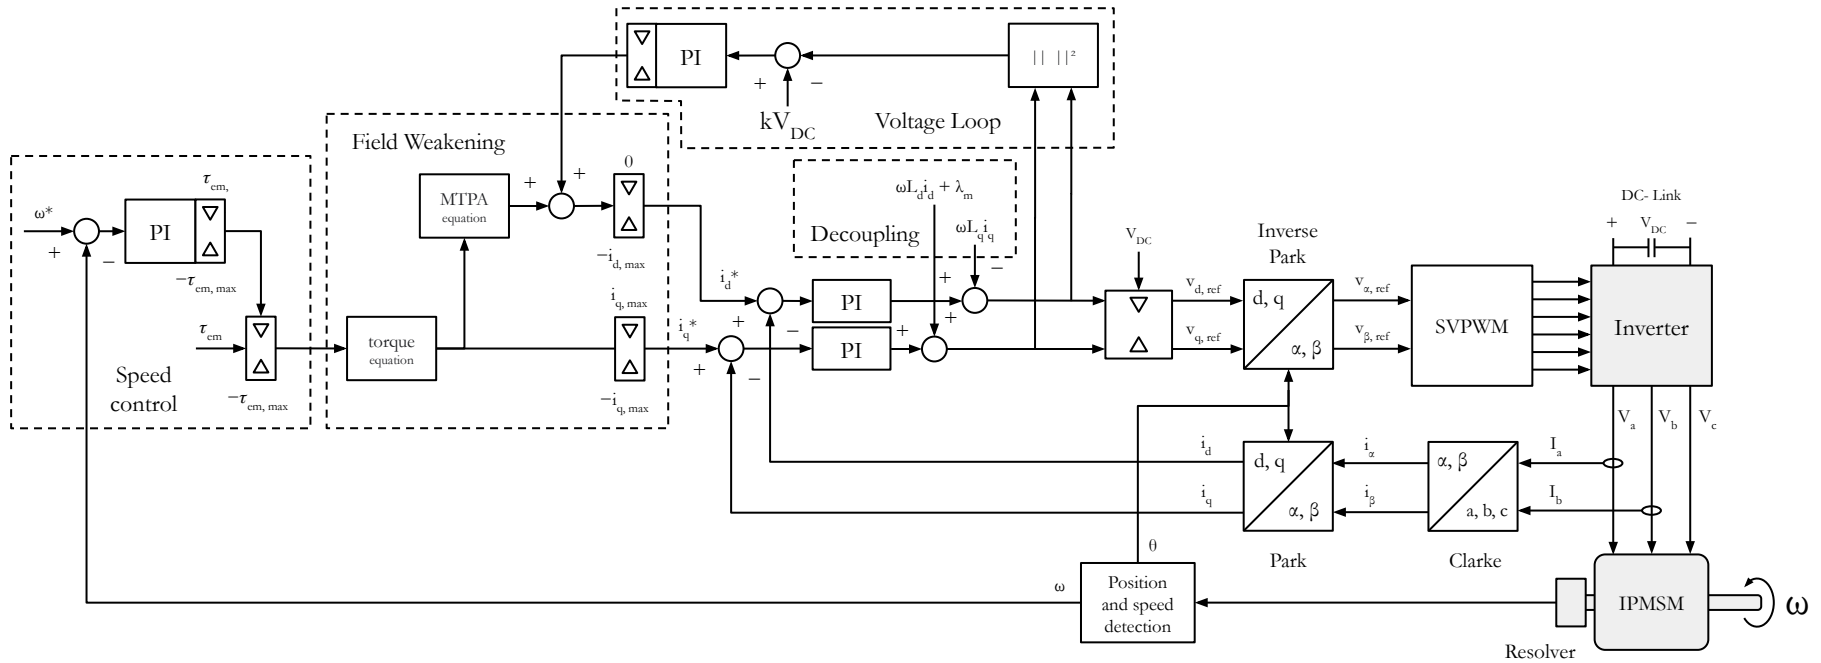 PI
|| ||²
+
−
kV_DC
Voltage Loop
Field Weakening
0
+
+
MTPA
equation
−i_d, max
τ_em,
ω*
PI
+
−
−τ_em, max
τ_em
−τ_em, max
Speed
control
torque
equation
i_q, max
−i_q, max
ωL_d i_d + λ_m
ωL_q i_q
Decoupling
+
−
i_d*
PI
+
−
+
i_q*
PI
+
+
−
V_DC
v_d, ref
v_q, ref
Inverse
Park
d, q
α, β
v_α, ref
v_β, ref
SVPWM
DC- Link
+
V_DC
−
Inverter
V_a
V_b
V_c
i_d
i_q
d, q
α, β
Park
i_α
i_β
α, β
a, b, c
Clarke
I_a
I_b
θ
ω
Position
and speed
detection
IPMSM
ω
Resolver